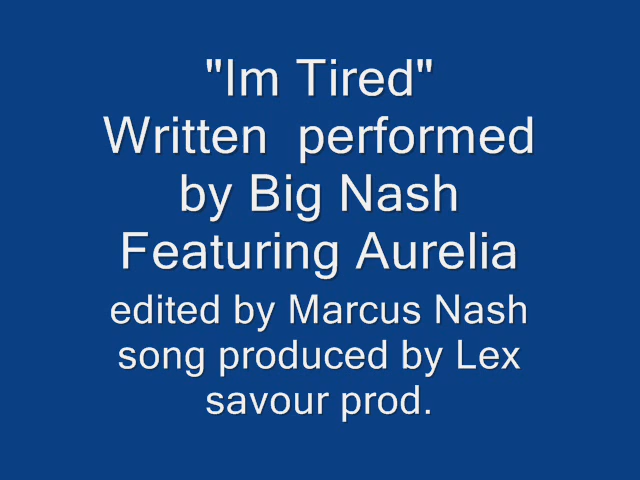 "Im Tired"
Written  performed
by Big Nash
Featuring Aurelia
edited by Marcus Nash
song produced by Lex
savour prod.